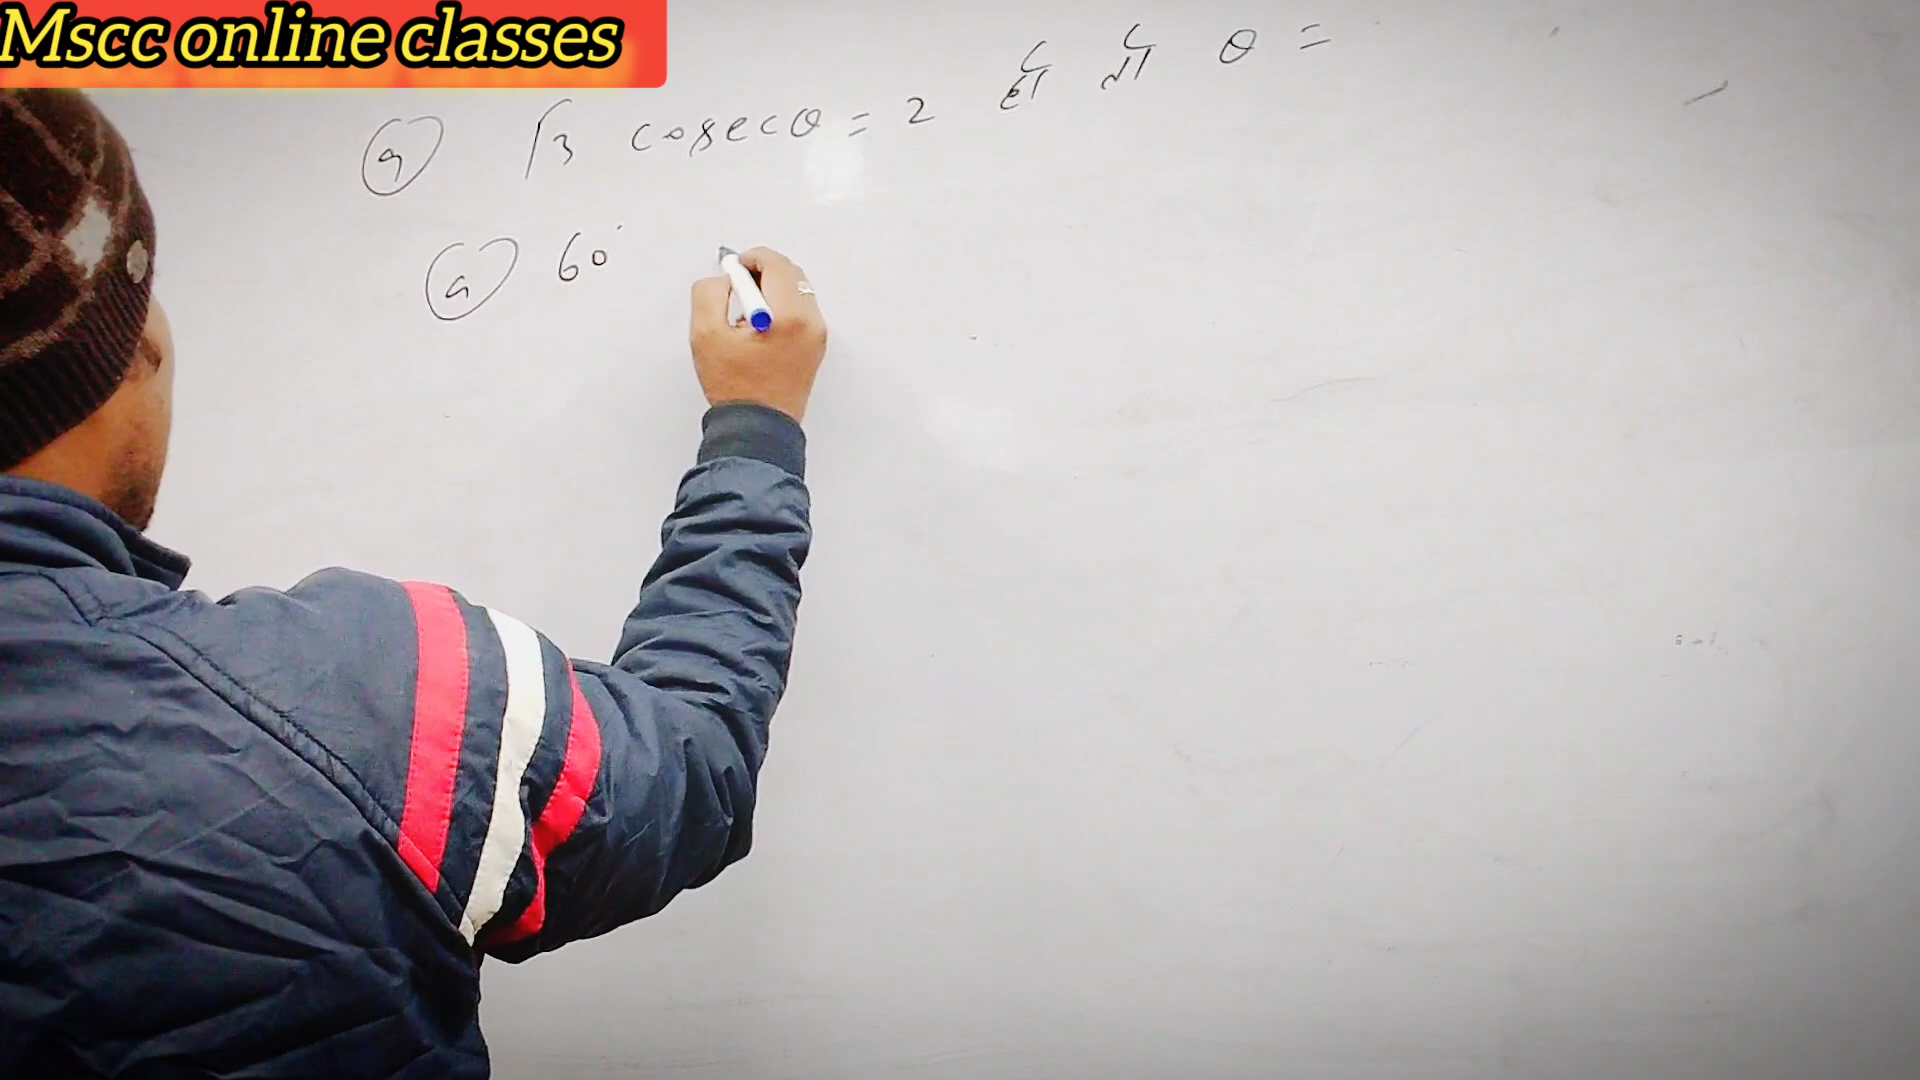 Mscc online classes
Q √3 cosecθ = 2 हो तो θ =
a 60°